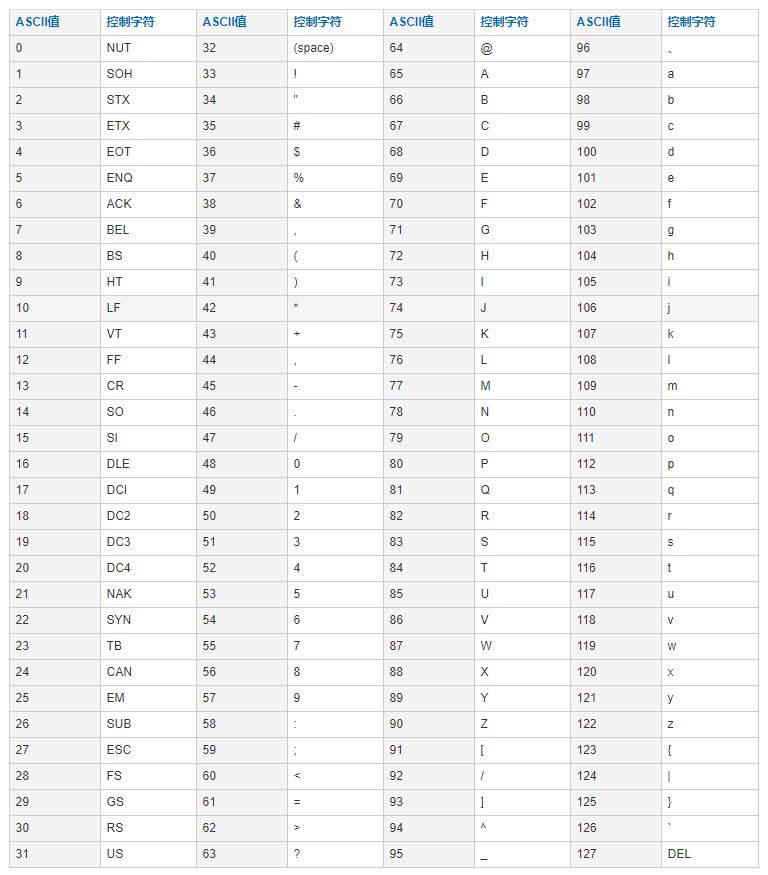 ASCII值 控制字符 ASCII值 控制字符 ASCII值 控制字符 ASCII值 控制字符
0 NUT 32 (space) 64 @ 96 、
1 SOH 33 ! 65 A 97 a
2 STX 34 " 66 B 98 b
3 ETX 35 # 67 C 99 c
4 EOT 36 $ 68 D 100 d
5 ENQ 37 % 69 E 101 e
6 ACK 38 & 70 F 102 f
7 BEL 39 , 71 G 103 g
8 BS 40 ( 72 H 104 h
9 HT 41 ) 73 I 105 i
10 LF 42 * 74 J 106 j
11 VT 43 + 75 K 107 k
12 FF 44 , 76 L 108 l
13 CR 45 - 77 M 109 m
14 SO 46 . 78 N 110 n
15 SI 47 / 79 O 111 o
16 DLE 48 0 80 P 112 p
17 DCI 49 1 81 Q 113 q
18 DC2 50 2 82 R 114 r
19 DC3 51 3 83 S 115 s
20 DC4 52 4 84 T 116 t
21 NAK 53 5 85 U 117 u
22 SYN 54 6 86 V 118 v
23 TB 55 7 87 W 119 w
24 CAN 56 8 88 X 120 x
25 EM 57 9 89 Y 121 y
26 SUB 58 : 90 Z 122 z
27 ESC 59 ; 91 [ 123 {
28 FS 60 < 92 / 124 |
29 GS 61 = 93 ] 125 }
30 RS 62 > 94 ^ 126 `
31 US 63 ? 95 _ 127 DEL